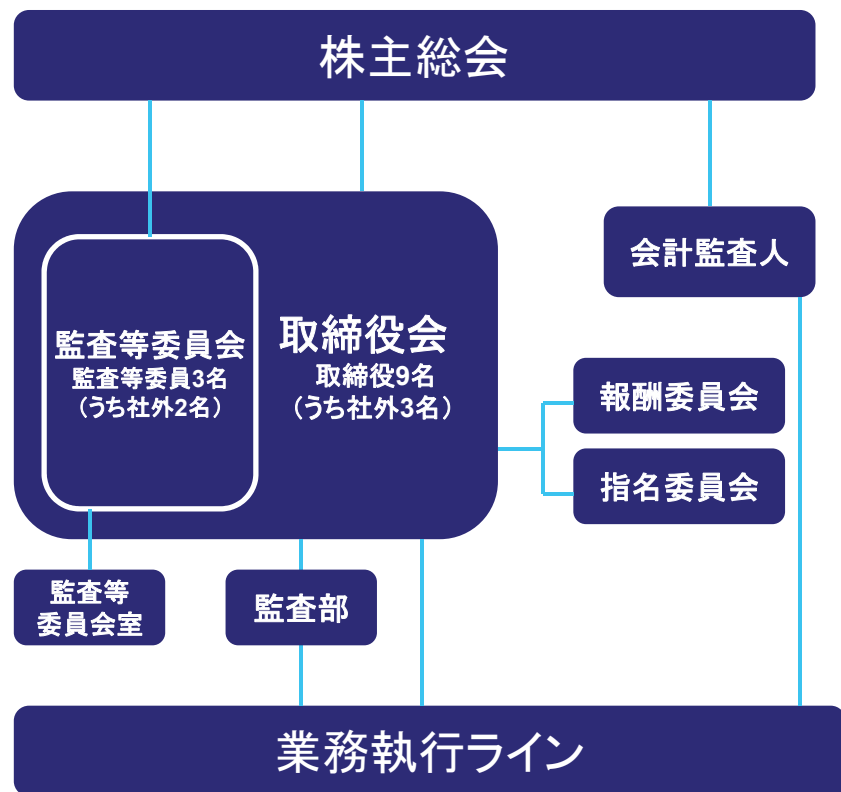 株主総会
会計監査人
監査等委員会
監査等委員3名
（うち社外2名）
取締役会
取締役9名
（うち社外3名）
報酬委員会
指名委員会
監査等
委員会室
監査部
業務執行ライン